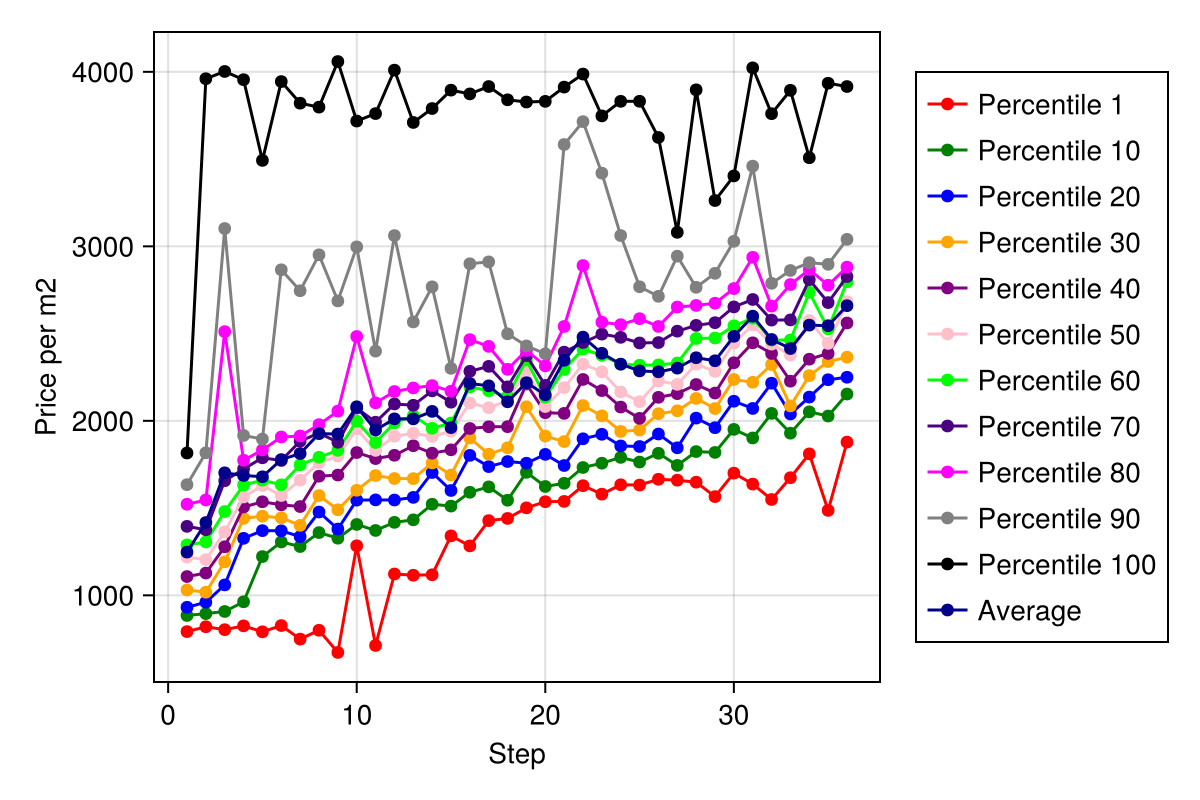 4000
3000
2000
1000
Price per m2
0 10 20 30
Step
Percentile 1
Percentile 10
Percentile 20
Percentile 30
Percentile 40
Percentile 50
Percentile 60
Percentile 70
Percentile 80
Percentile 90
Percentile 100
Average